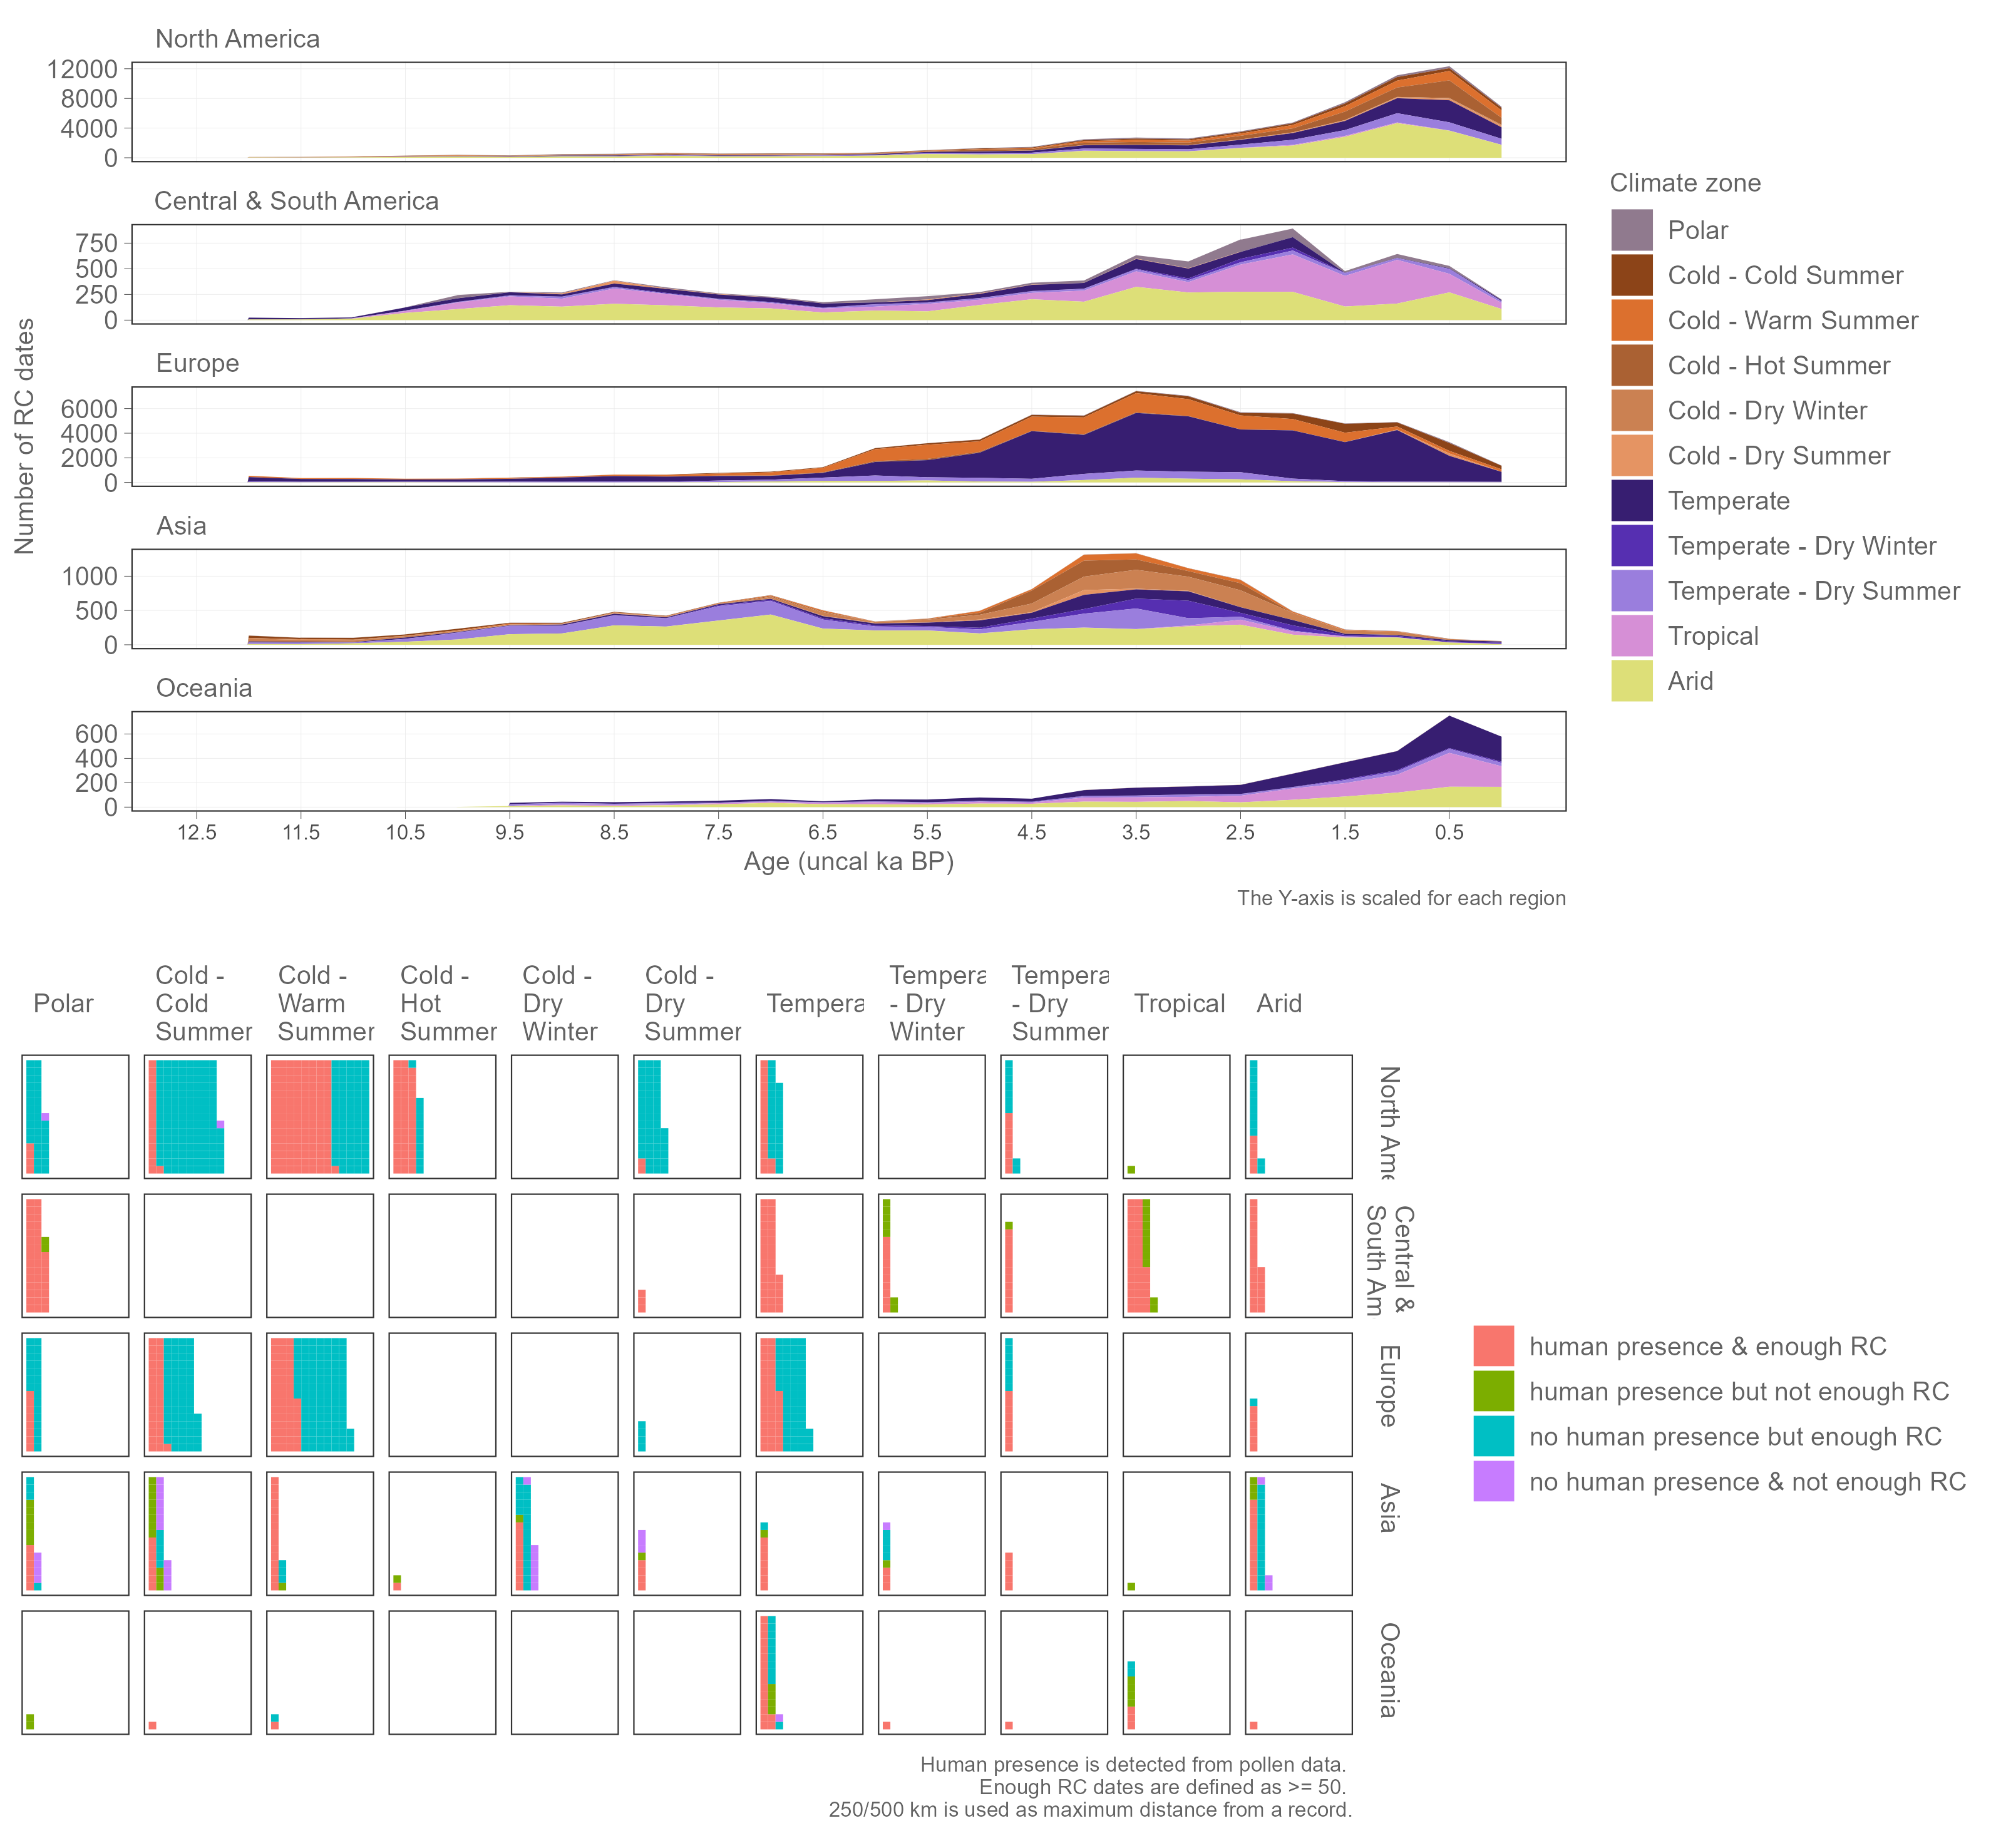 North America
12000
8000
4000
0
Central & South America
750
500
250
0
Europe
6000
4000
2000
0
Asia
1000
500
0
Oceania
600
400
200
0
Number of RC dates
12.5 11.5 10.5 9.5 8.5 7.5 6.5 5.5 4.5 3.5 2.5 1.5 0.5
Age (uncal ka BP)
The Y-axis is scaled for each region
Climate zone
Polar
Cold - Cold Summer
Cold - Warm Summer
Cold - Hot Summer
Cold - Dry Winter
Cold - Dry Summer
Temperate
Temperate - Dry Winter
Temperate - Dry Summer
Tropical
Arid
Polar
Cold -
Cold
Summer
Cold -
Warm
Summer
Cold -
Hot
Summer
Cold -
Dry
Winter
Cold -
Dry
Summer
Tempera
Tempera
- Dry
Winter
Tempera
- Dry
Summer
Tropical
Arid
North Ame
Central &
South Am
Europe
Asia
Oceania
human presence & enough RC
human presence but not enough RC
no human presence but enough RC
no human presence & not enough RC
Human presence is detected from pollen data.
Enough RC dates are defined as >= 50.
250/500 km is used as maximum distance from a record.